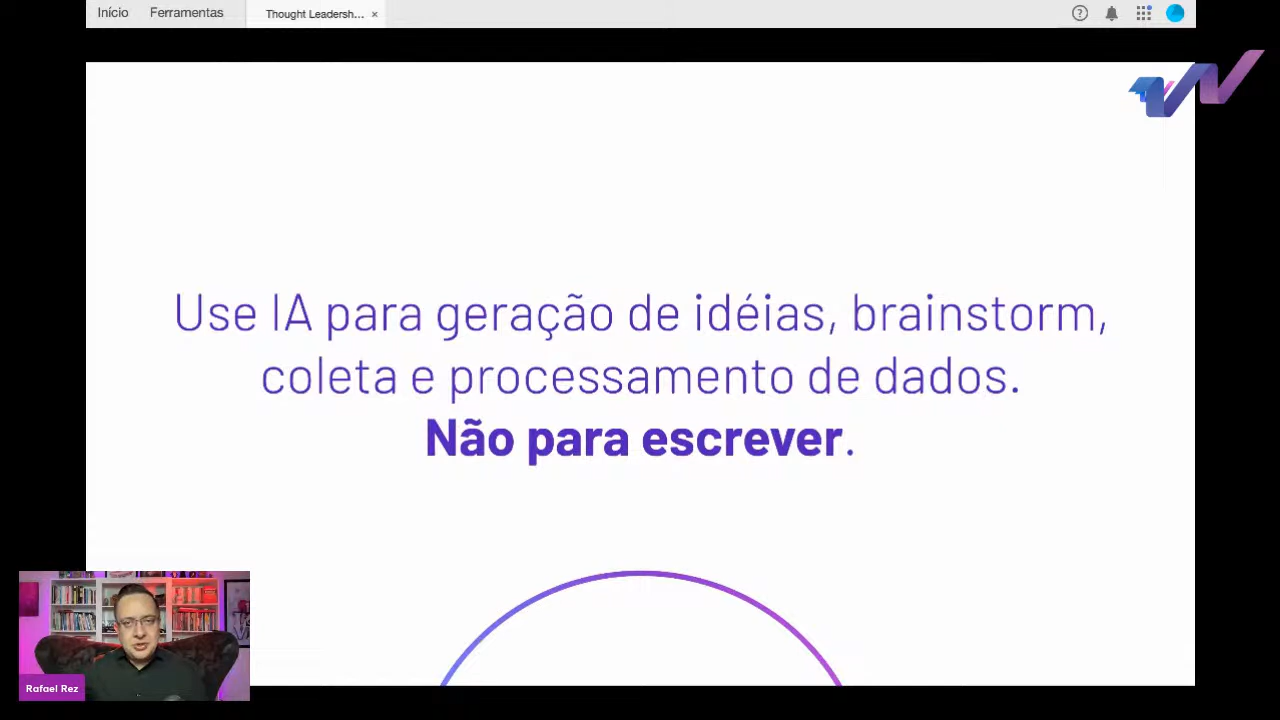 Início Ferramentas Thought Leadersh... ×
Use IA para geração de idéias, brainstorm,
coleta e processamento de dados.
Não para escrever.
Rafael Rez